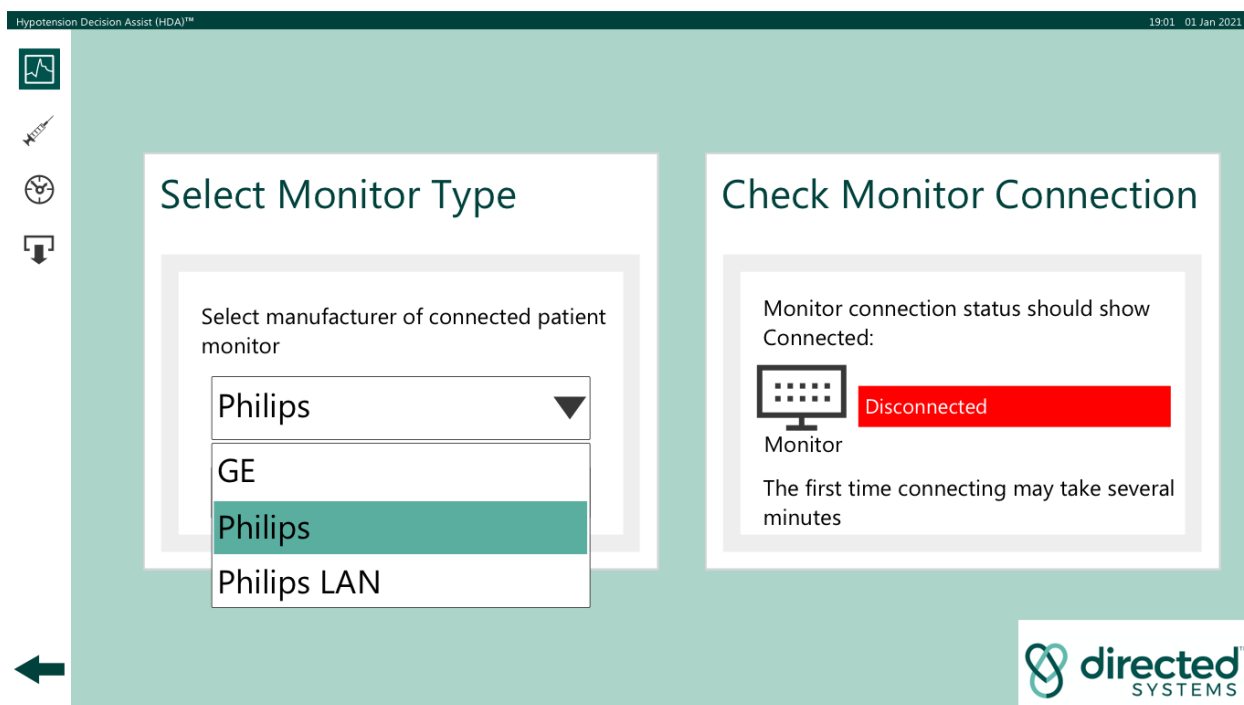 Hypotension Decision Assist (HDA)™
19:01 01 Jan 2021
Select Monitor Type
Select manufacturer of connected patient
monitor
Philips
GE
Philips
Philips LAN
Check Monitor Connection
Monitor connection status should show
Connected:
Disconnected
Monitor
The first time connecting may take several
minutes
directed™
SYSTEMS